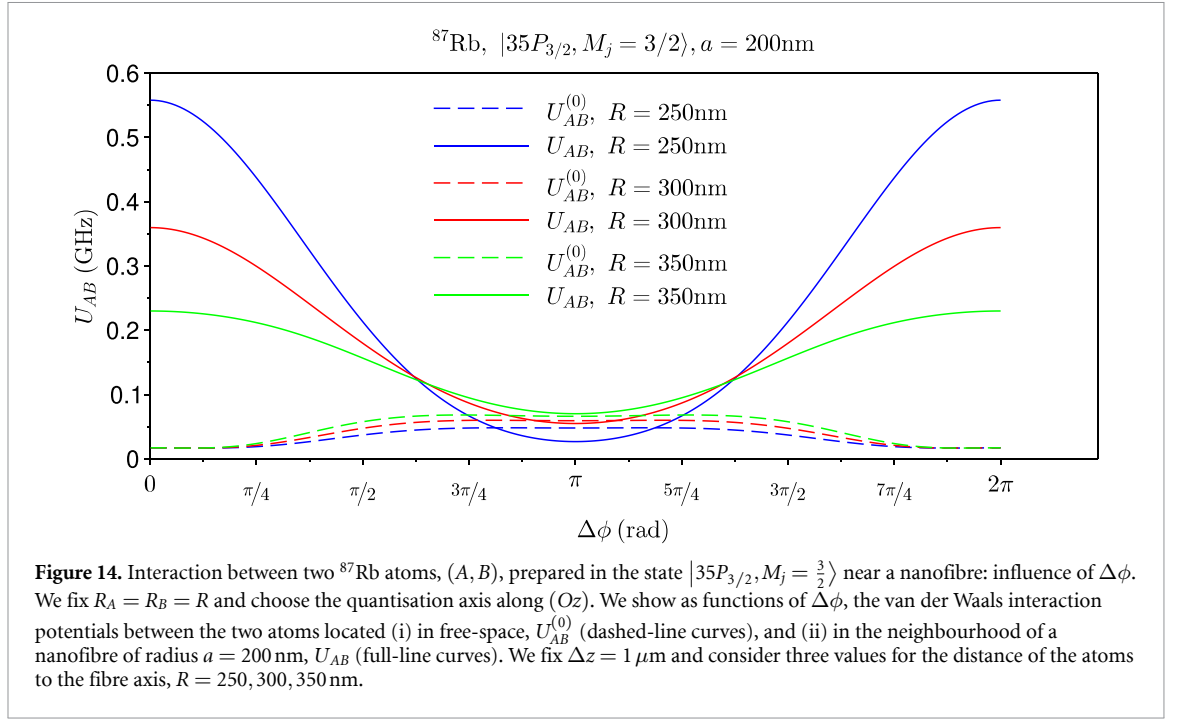 ⁸⁷Rb, |35P₃/₂, M_j = 3/2⟩, a = 200nm
0.6
0.5
0.4
0.3
0.2
0.1
0
U_AB (GHz)
U_AB^(0), R = 250nm
U_AB, R = 250nm
U_AB^(0), R = 300nm
U_AB, R = 300nm
U_AB^(0), R = 350nm
U_AB, R = 350nm
0 π/4 π/2 3π/4 π 5π/4 3π/2 7π/4 2π
Δϕ (rad)
Figure 14. Interaction between two ⁸⁷Rb atoms, (A, B), prepared in the state |35P₃/₂, M_j = 3/2⟩ near a nanofibre: influence of Δϕ.
We fix R_A = R_B = R and choose the quantisation axis along (Oz). We show as functions of Δϕ, the van der Waals interaction
potentials between the two atoms located (i) in free-space, U_AB^(0) (dashed-line curves), and (ii) in the neighbourhood of a
nanofibre of radius a = 200 nm, U_AB (full-line curves). We fix Δz = 1 μm and consider three values for the distance of the atoms
to the fibre axis, R = 250, 300, 350 nm.